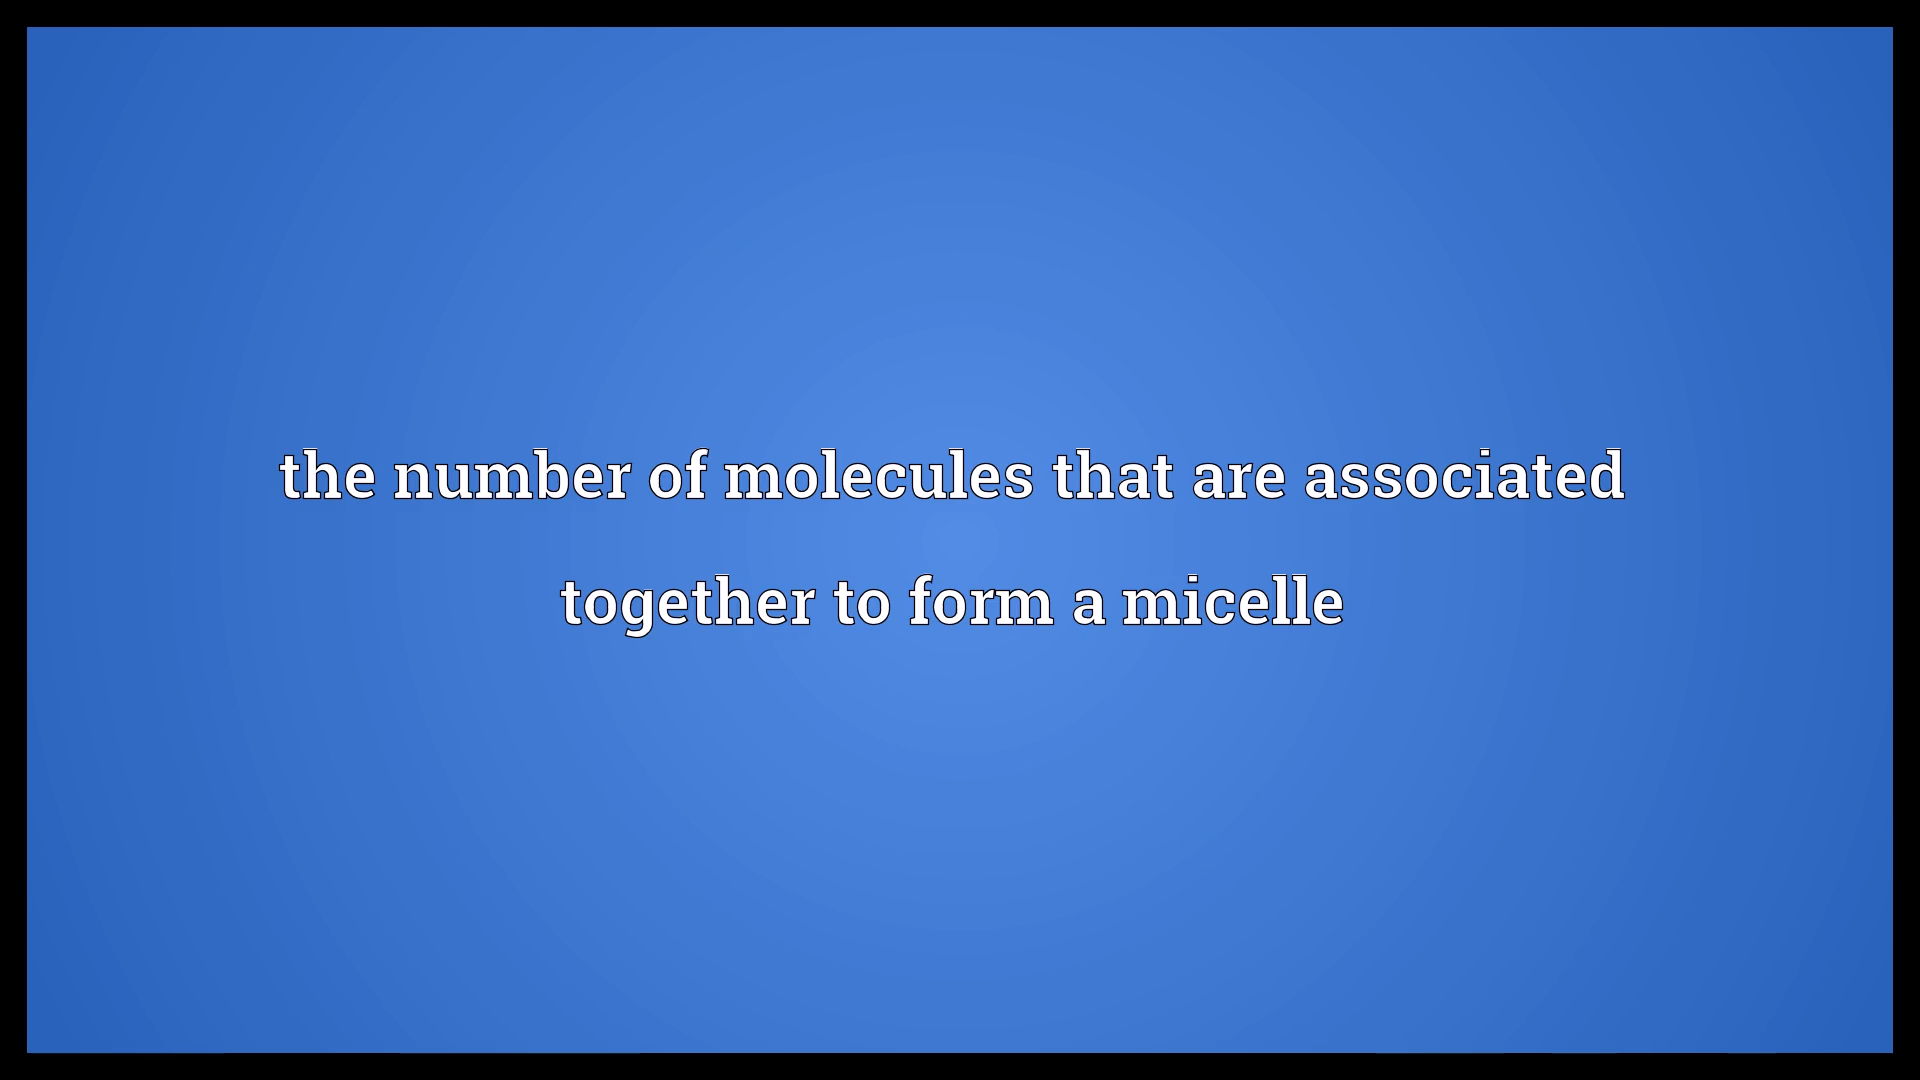 the number of molecules that are associated
together to form a micelle